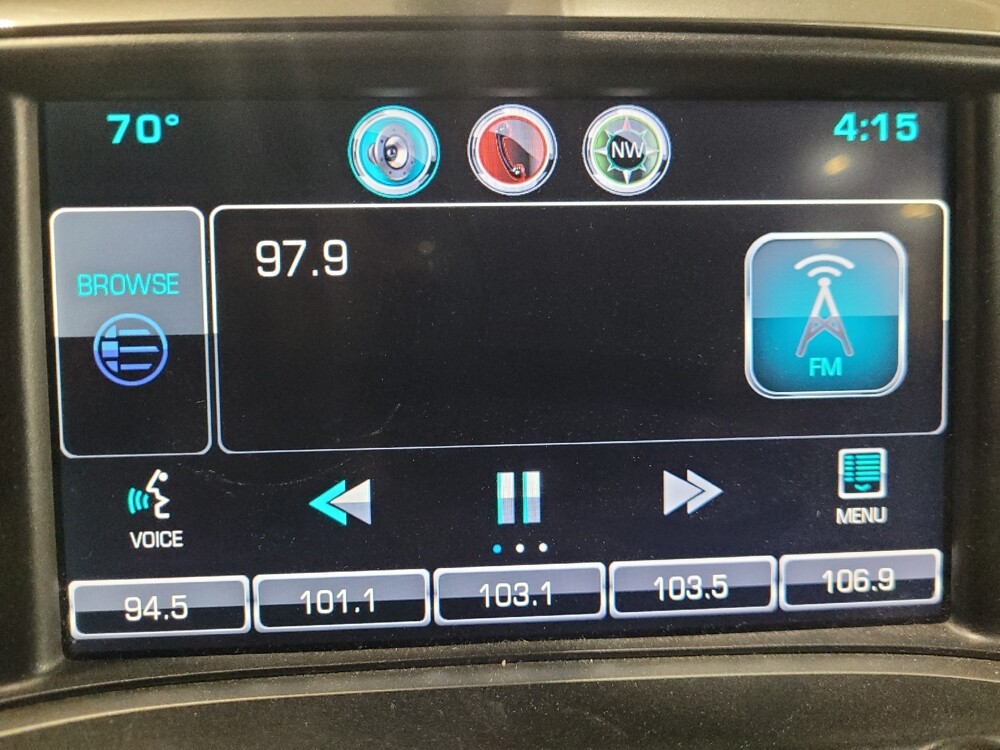 70°
NW
4:15
BROWSE
97.9
FM
VOICE
MENU
94.5
101.1
103.1
103.5
106.9